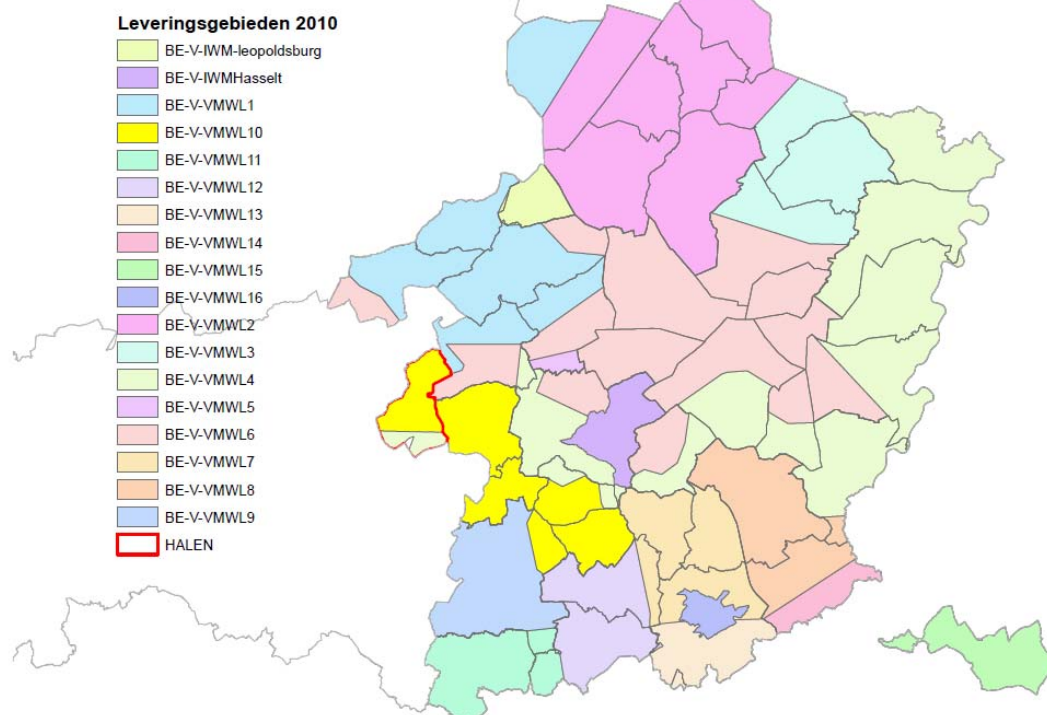 Leveringsgebieden 2010
BE-V-IWM-leopoldsburg
BE-V-IWMHasselt
BE-V-VMWL1
BE-V-VMWL10
BE-V-VMWL11
BE-V-VMWL12
BE-V-VMWL13
BE-V-VMWL14
BE-V-VMWL15
BE-V-VMWL16
BE-V-VMWL2
BE-V-VMWL3
BE-V-VMWL4
BE-V-VMWL5
BE-V-VMWL6
BE-V-VMWL7
BE-V-VMWL8
BE-V-VMWL9
HALEN